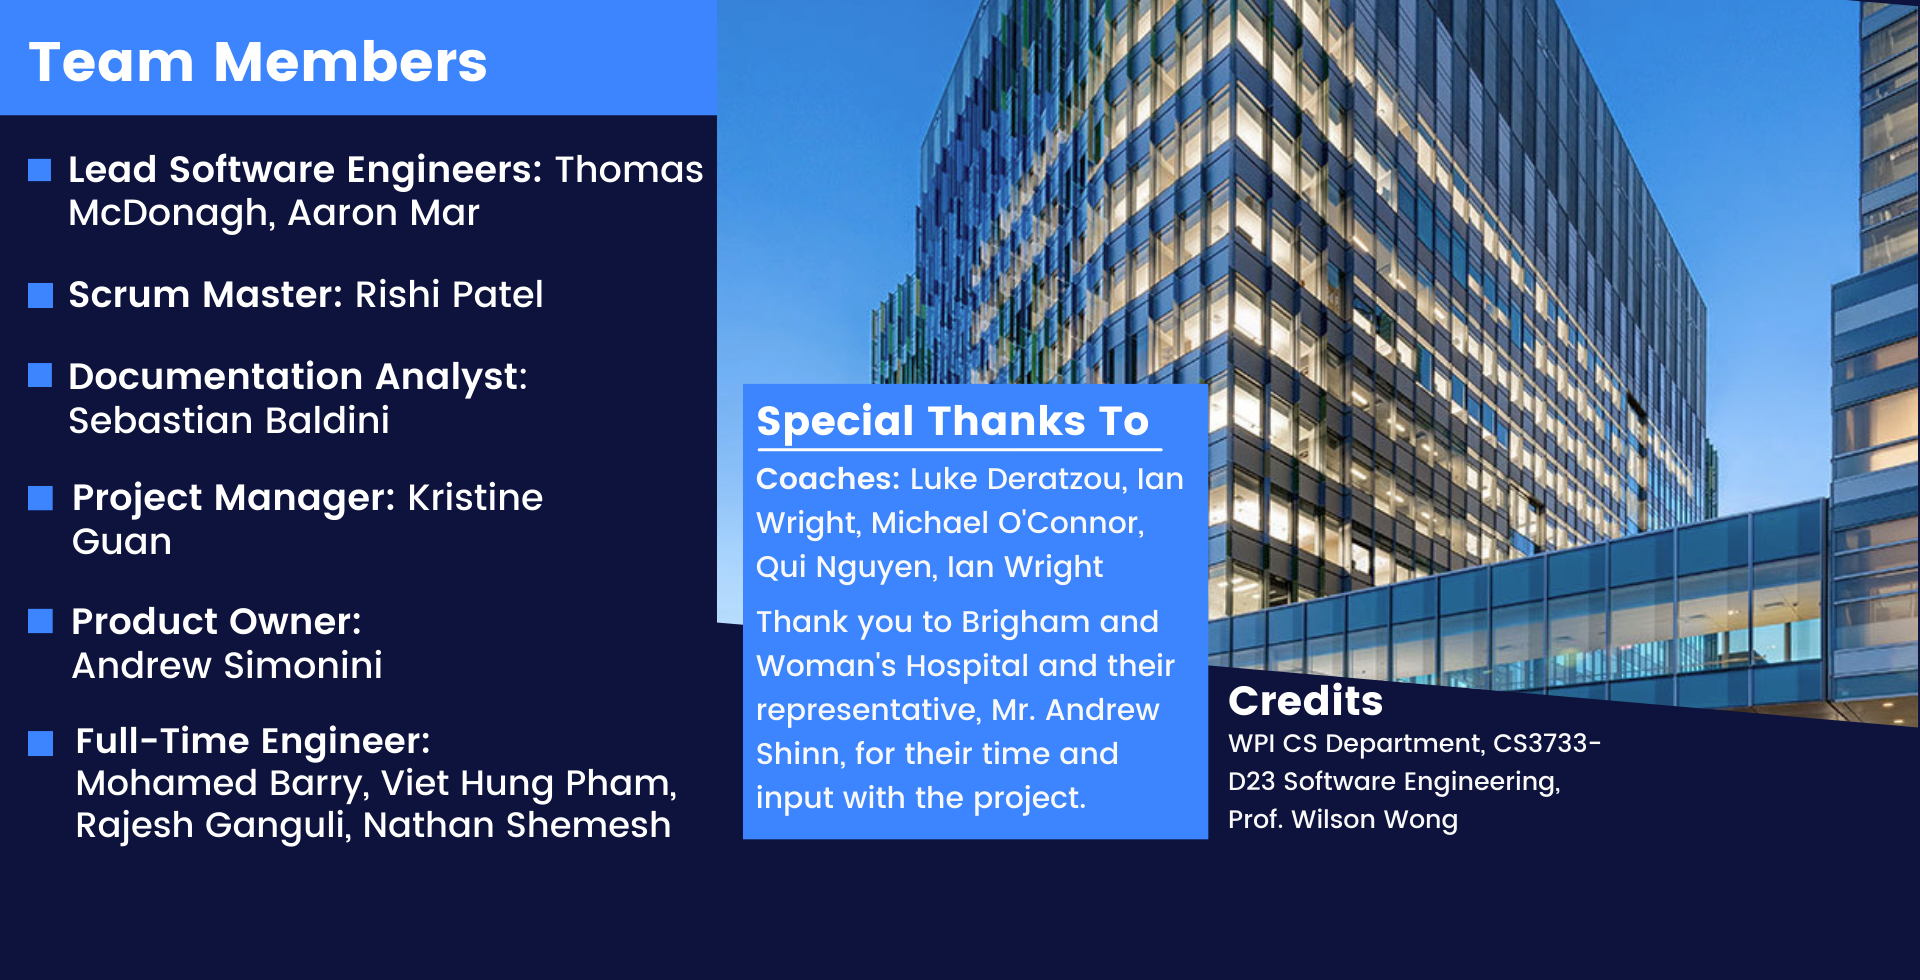 Team Members
Lead Software Engineers: Thomas
McDonagh, Aaron Mar
Scrum Master: Rishi Patel
Documentation Analyst:
Sebastian Baldini
Project Manager: Kristine
Guan
Product Owner:
Andrew Simonini
Full-Time Engineer:
Mohamed Barry, Viet Hung Pham,
Rajesh Ganguli, Nathan Shemesh
Special Thanks To
Coaches: Luke Deratzou, Ian
Wright, Michael O'Connor,
Qui Nguyen, Ian Wright
Thank you to Brigham and
Woman's Hospital and their
representative, Mr. Andrew
Shinn, for their time and
input with the project.
Credits
WPI CS Department, CS3733-
D23 Software Engineering,
Prof. Wilson Wong